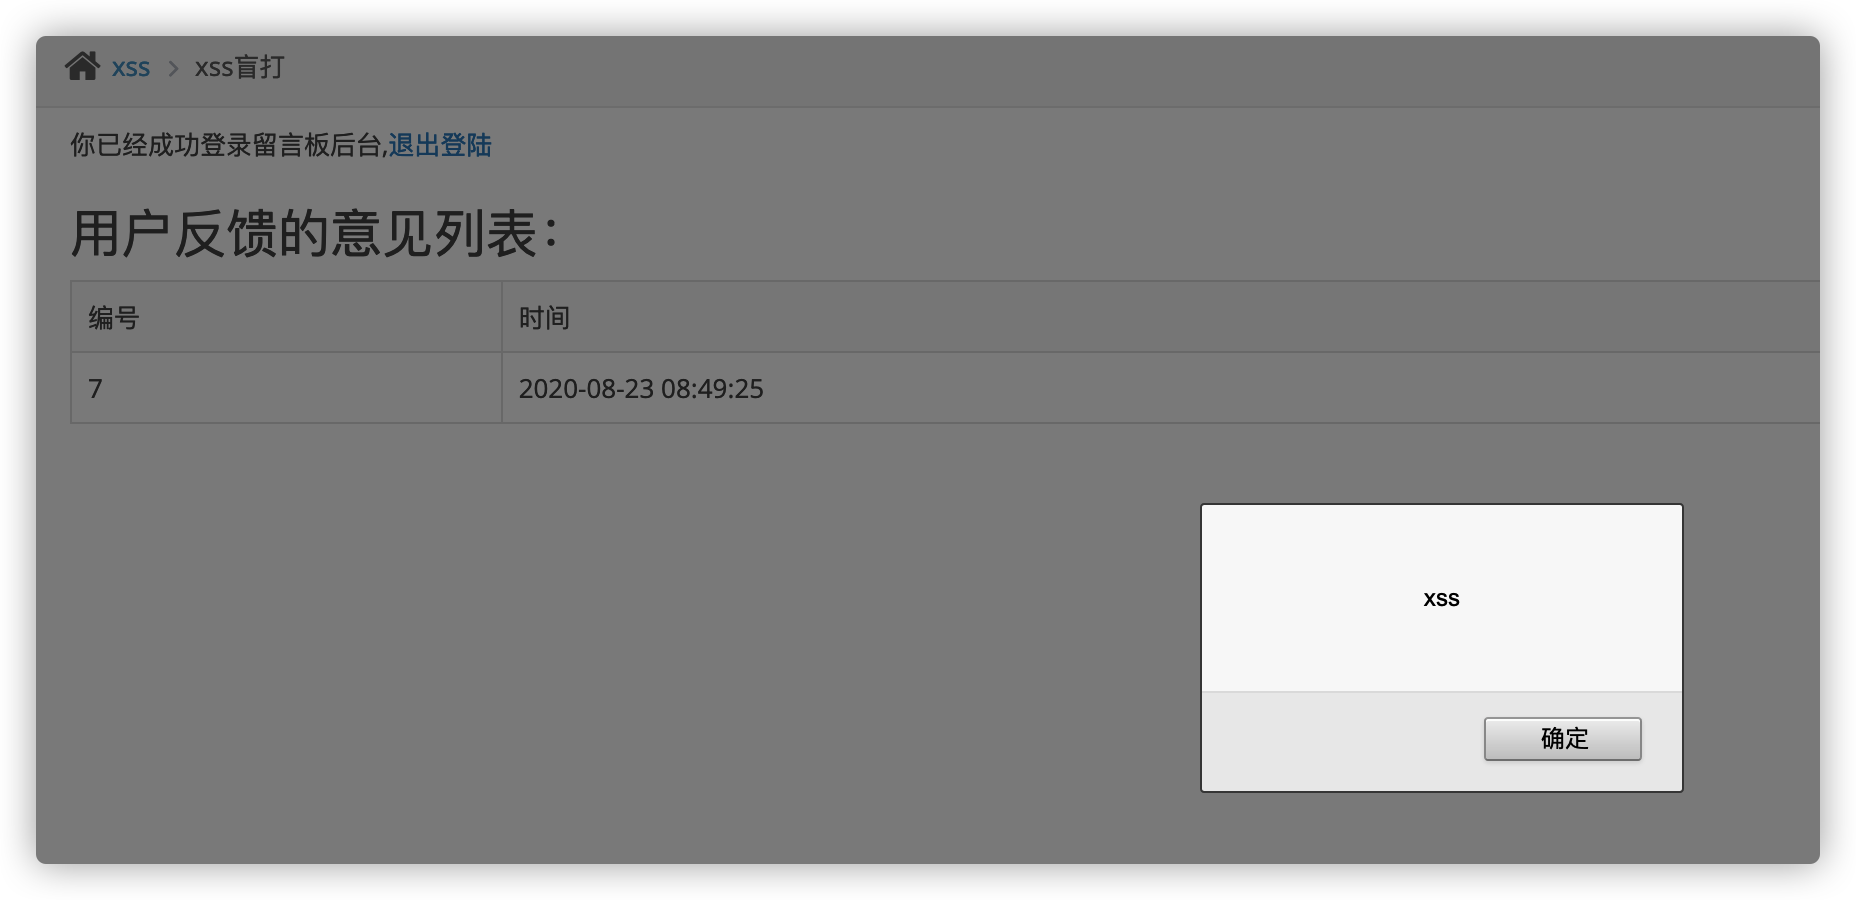 xss > xss盲打
你已经成功登录留言板后台,退出登陆
用户反馈的意见列表：
编号 时间
7 2020-08-23 08:49:25
xss
确定